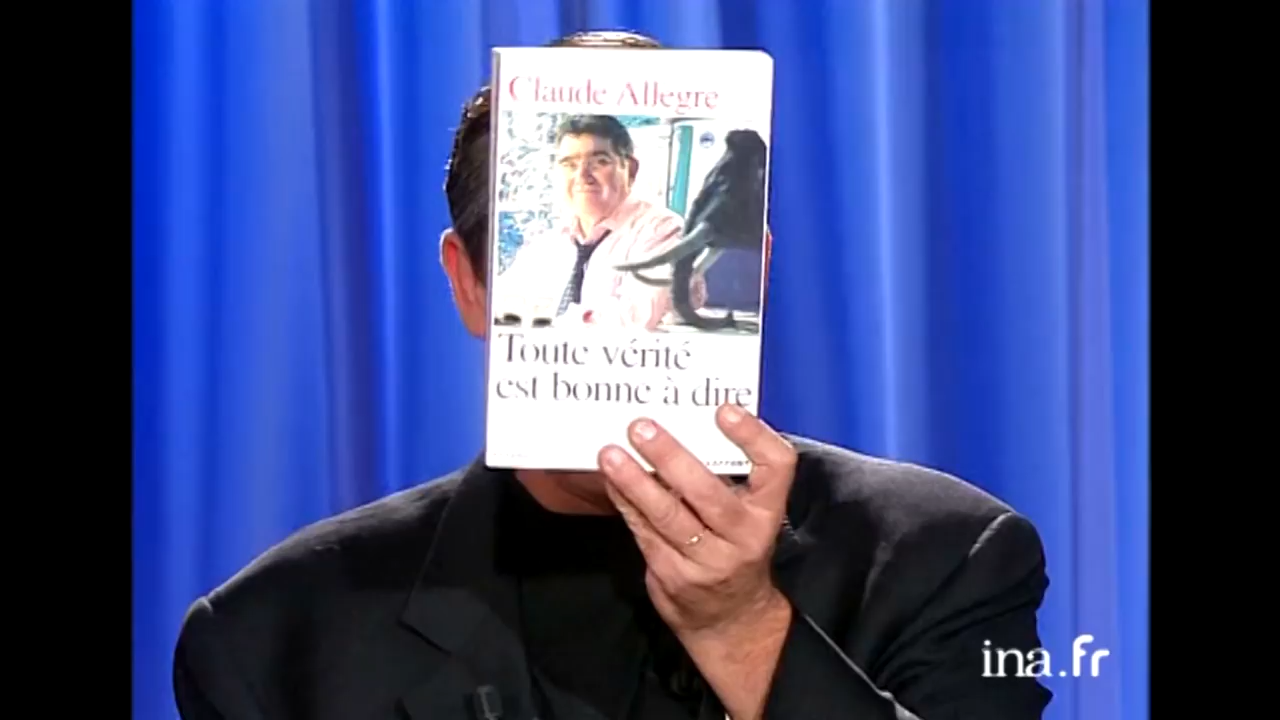 Claude Allègre
Toute vérité
est bonne à dire
ina.fr